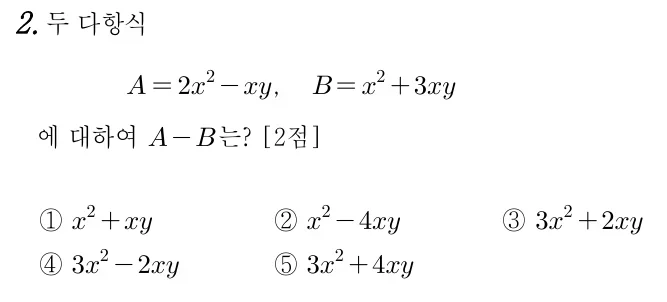 2. 두 다항식
A=2x²-xy, B=x²+3xy
에 대하여 A-B는? [2점]
① x²+xy ② x²-4xy ③ 3x²+2xy
④ 3x²-2xy ⑤ 3x²+4xy